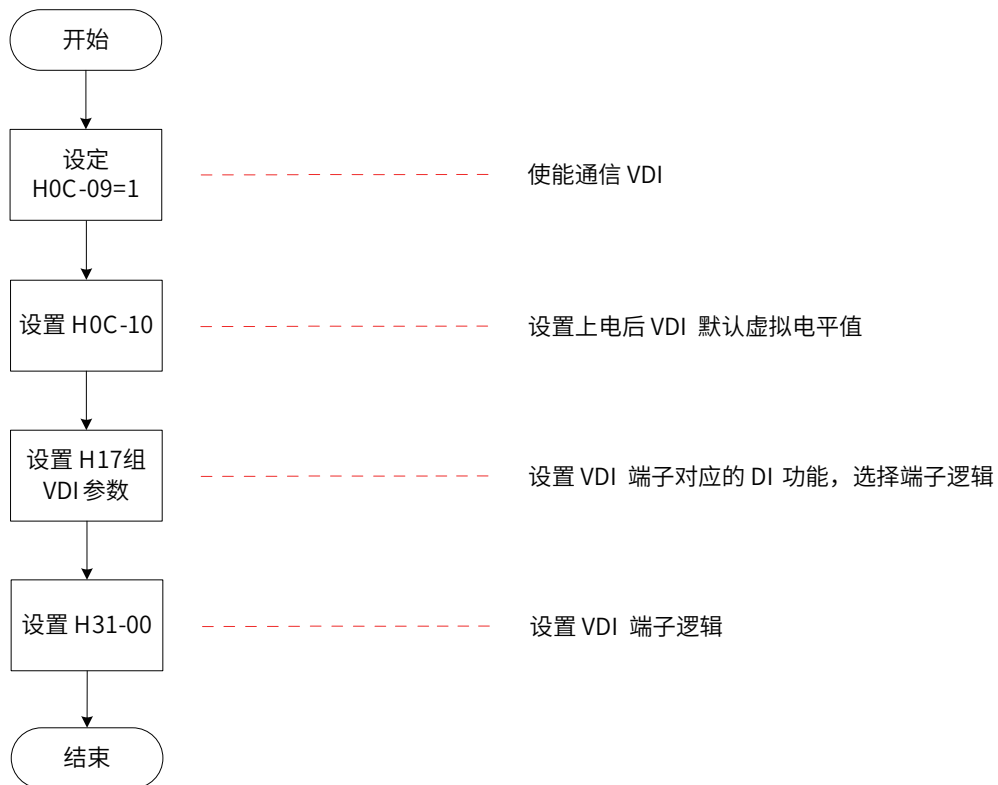 开始
设定
H0C-09=1
使能通信 VDI
设置 H0C-10
设置上电后 VDI 默认虚拟电平值
设置 H17组
VDI 参数
设置 VDI 端子对应的 DI 功能，选择端子逻辑
设置 H31-00
设置 VDI 端子逻辑
结束